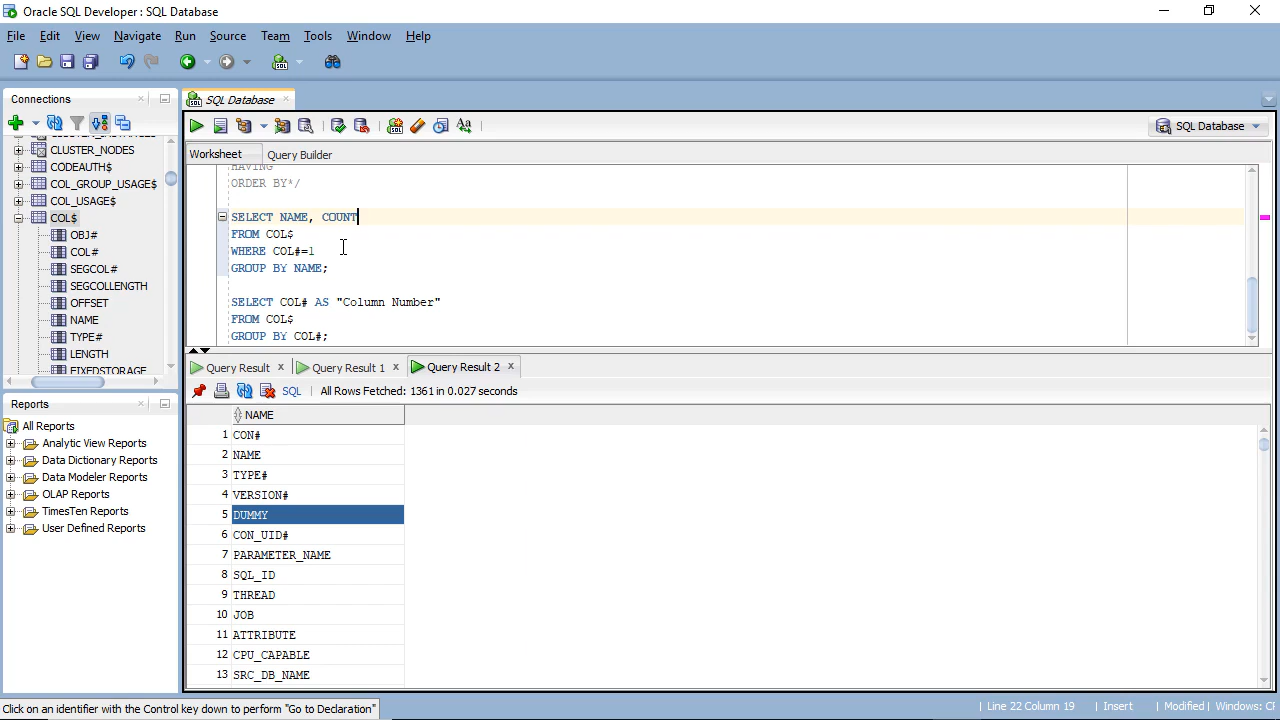 Oracle SQL Developer : SQL Database
File Edit View Navigate Run Source Team Tools Window Help
Connections
SQL Database
SQL Database
Worksheet Query Builder
CLUSTER_NODES
CODEAUTH$
COL_GROUP_USAGE$
COL_USAGE$
COL$
OBJ#
COL#
SEGCOL#
SEGCOLLENGTH
OFFSET
NAME
TYPE#
LENGTH
FIXEDSTORAGE
HAVING
ORDER BY*/
SELECT NAME, COUNT
FROM COL$
WHERE COL#=1
GROUP BY NAME;
SELECT COL# AS "Column Number"
FROM COL$
GROUP BY COL#;
Query Result Query Result 1 Query Result 2
SQL All Rows Fetched: 1361 in 0.027 seconds
NAME
1 CON#
2 NAME
3 TYPE#
4 VERSION#
5 DUMMY
6 CON_UID#
7 PARAMETER_NAME
8 SQL_ID
9 THREAD
10 JOB
11 ATTRIBUTE
12 CPU_CAPABLE
13 SRC_DB_NAME
Reports
All Reports
Analytic View Reports
Data Dictionary Reports
Data Modeler Reports
OLAP Reports
TimesTen Reports
User Defined Reports
Click on an identifier with the Control key down to perform "Go to Declaration"
Line 22 Column 19 Insert Modified Windows: C